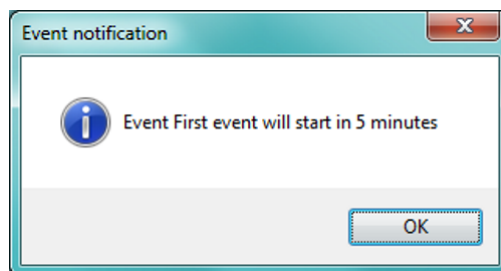 Event notification
Event First event will start in 5 minutes
OK